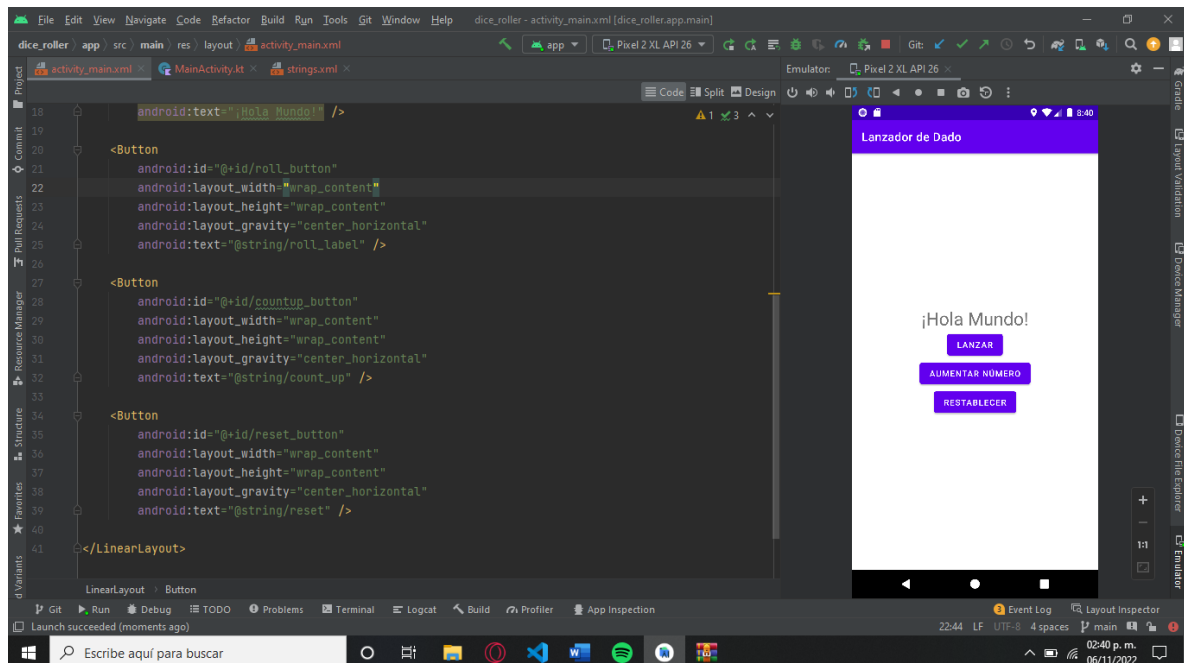 File Edit View Navigate Code Refactor Build Run Tools Git Window Help dice_roller - activity_main.xml [dice_roller.app.main]
dice_roller app src main res layout activity_main.xml app Pixel 2 XL API 26 Git:
activity_main.xml MainActivity.kt strings.xml Emulator: Pixel 2 XL API 26
Code Split Design
18 android:text="¡Hola Mundo!" /> 1 3
19
20 <Button
21 android:id="@+id/roll_button"
22 android:layout_width="wrap_content"
23 android:layout_height="wrap_content"
24 android:layout_gravity="center_horizontal"
25 android:text="@string/roll_label" />
26
27 <Button
28 android:id="@+id/countup_button"
29 android:layout_width="wrap_content"
30 android:layout_height="wrap_content"
31 android:layout_gravity="center_horizontal"
32 android:text="@string/count_up" />
33
34 <Button
35 android:id="@+id/reset_button"
36 android:layout_width="wrap_content"
37 android:layout_height="wrap_content"
38 android:layout_gravity="center_horizontal"
39 android:text="@string/reset" />
40
41 </LinearLayout>
LinearLayout Button
Project
Commit
Pull Requests
Resource Manager
Structure
Favorites
d Variants
8:40
Lanzador de Dado
¡Hola Mundo!
LANZAR
AUMENTAR NÚMERO
RESTABLECER
1:1
Gradle
Layout Validation
Device Manager
Device File Explorer
Emulator
Git Run Debug TODO Problems Terminal Logcat Build Profiler App Inspection 3 Event Log Layout Inspector
Launch succeeded (moments ago) 22:44 LF UTF-8 4 spaces main
Escribe aquí para buscar
02:40 p. m.
06/11/2022